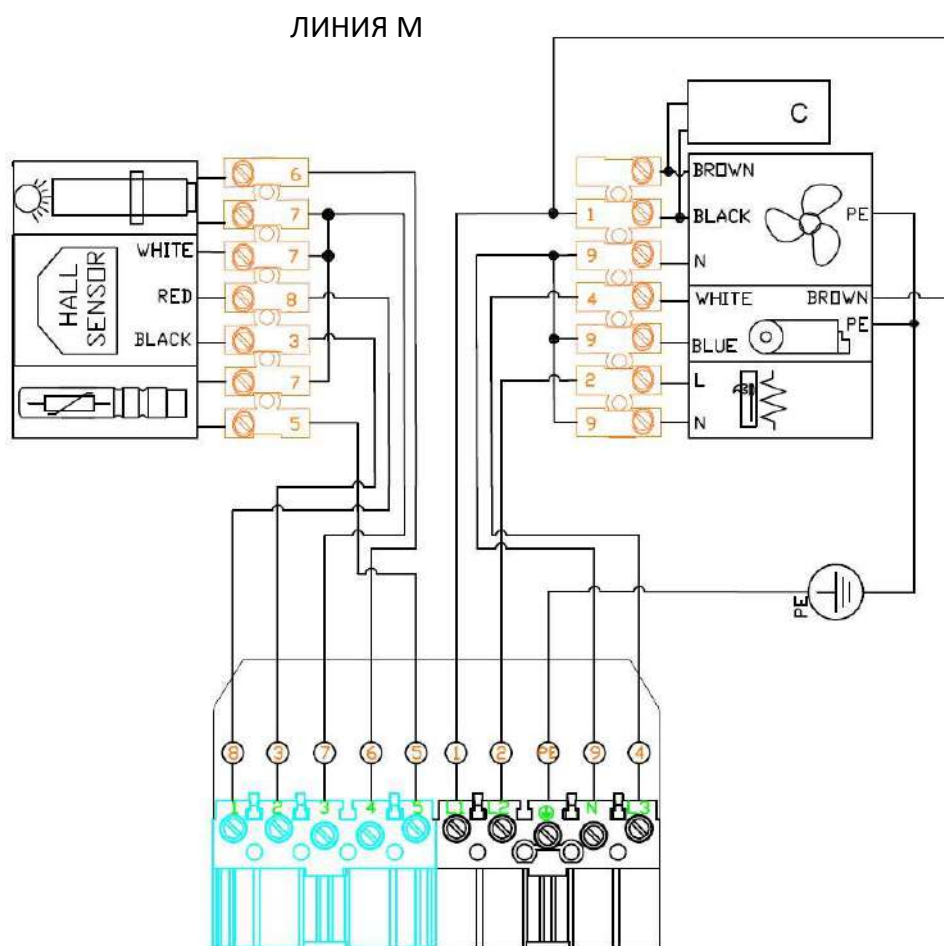 ЛИНИЯ М
C
6
7
WHITE 7
RED 8
BLACK 3
7
5
HALL SENSOR
BROWN
1 BLACK PE
9 N
4 WHITE BROWN
PE
9 BLUE
2 L
9 N
PE
8 3 7 6 5 1 2 PE 9 4
1 2 3 4 5 L1 L2 N L3